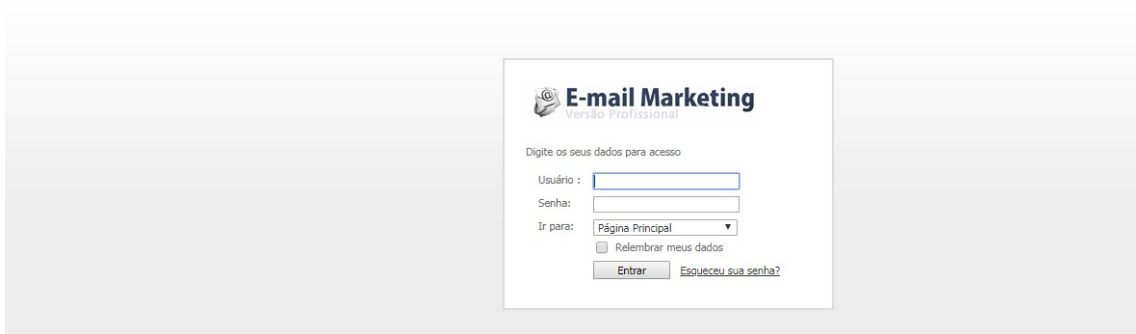 E-mail Marketing
Versão Profissional
Digite os seus dados para acesso
Usuário :
Senha:
Ir para: Página Principal
Relembrar meus dados
Entrar Esqueceu sua senha?